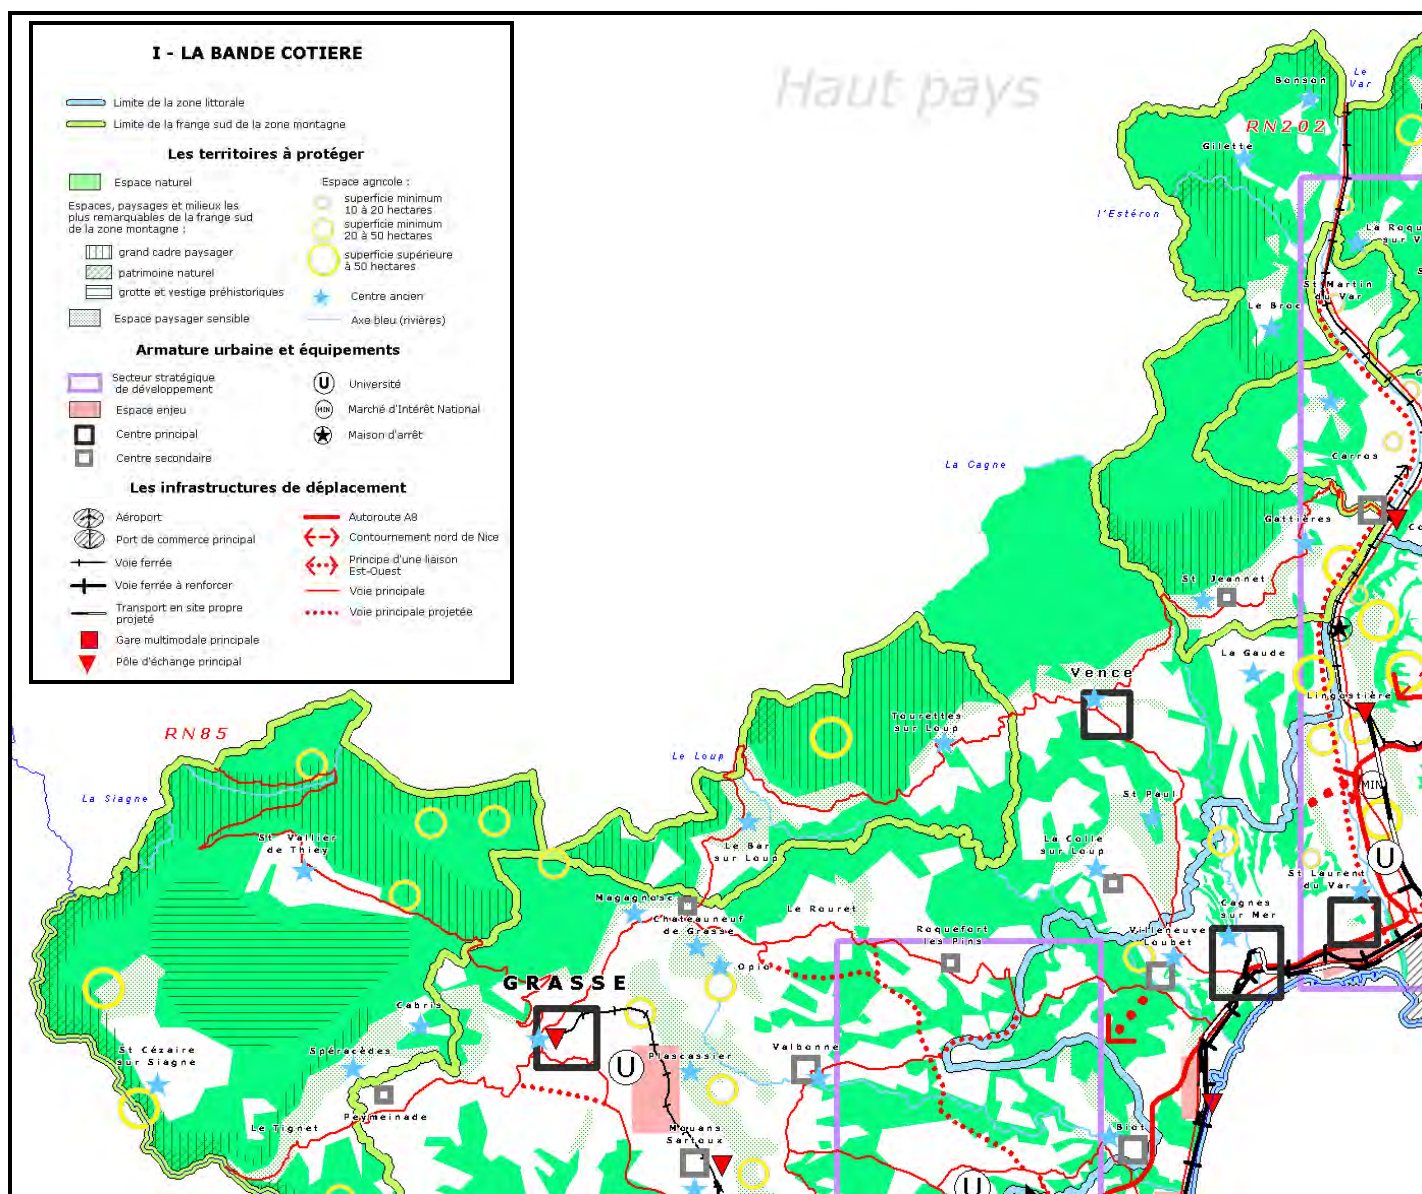 I - LA BANDE COTIERE
Limite de la zone littorale
Limite de la frange sud de la zone montagne
Les territoires à protéger
Espace naturel
Espaces, paysages et milieux les
plus remarquables de la frange sud
de la zone montagne :
grand cadre paysager
patrimoine naturel
grotte et vestige préhistoriques
Espace paysager sensible
Espace agricole :
superficie minimum
10 à 20 hectares
superficie minimum
20 à 50 hectares
superficie supérieure
à 50 hectares
Centre ancien
Axe bleu (rivières)
Armature urbaine et équipements
Secteur stratégique
de développement
Espace enjeu
Centre principal
Centre secondaire
U
Université
MIN
Marché d'Intérêt National
Maison d'arrêt
Les infrastructures de déplacement
Aéroport
Port de commerce principal
Voie ferrée
Voie ferrée à renforcer
Transport en site propre
projeté
Gare multimodale principale
Pôle d'échange principal
Autoroute A8
Contournement nord de Nice
Principe d'une liaison
Est-Ouest
Voie principale
Voie principale projetée
Haut pays
Le
Var
Bonson
RN202
Gilette
l'Estéron
La Roqu
sur V
St Martin
du Var
Le Broc
Carros
La Cagne
Gattières
Co
St Jeannet
La Gaude
Vence
Lingostière
Tourettes
sur Loup
RN85
Le Loup
La Siagne
St Paul
MIN
St Vallier
de Thiey
La Colle
sur Loup
Le Bar
sur Loup
U
St Laurent
du Var
Magagnosc
Chateauneuf
de Grasse
Le Rouret
Cagnes
sur Mer
Roquefort
les Pins
Villeneuve
Loubet
Opio
GRASSE
Cabris
St Cézaire
sur Siagne
Spéracèdes
Plascassier
Valbonne
U
Peymeinade
Le Tignet
Mouans
Sartoux
Biot
U